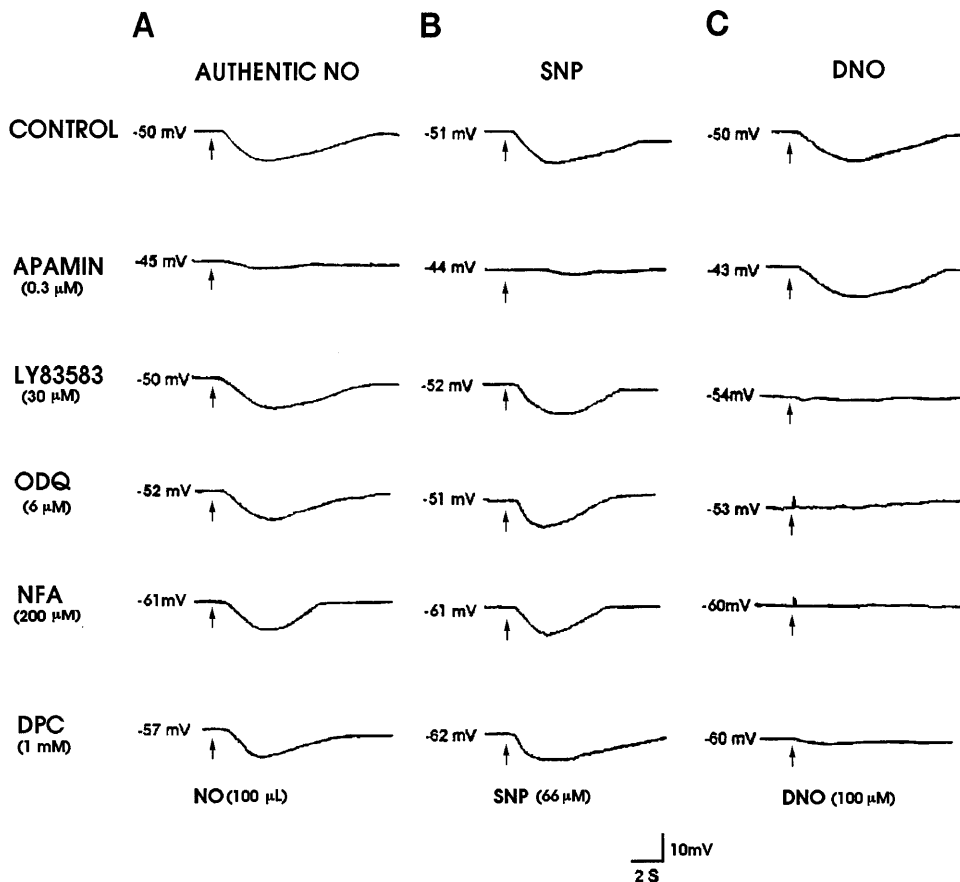 A B C
AUTHENTIC NO SNP DNO
CONTROL -50 mV -51 mV -50 mV
APAMIN -45 mV -44 mV -43 mV
(0.3 µM)
LY83583 -50 mV -52 mV -54mV
(30 µM)
ODQ -52 mV -51 mV -53 mV
(6 µM)
NFA -61mV -61 mV -60mV
(200 µM)
DPC -57 mV -62 mV -60 mV
(1 mM)
NO (100 µL) SNP (66 µM) DNO (100 µM)
10mV
2 S